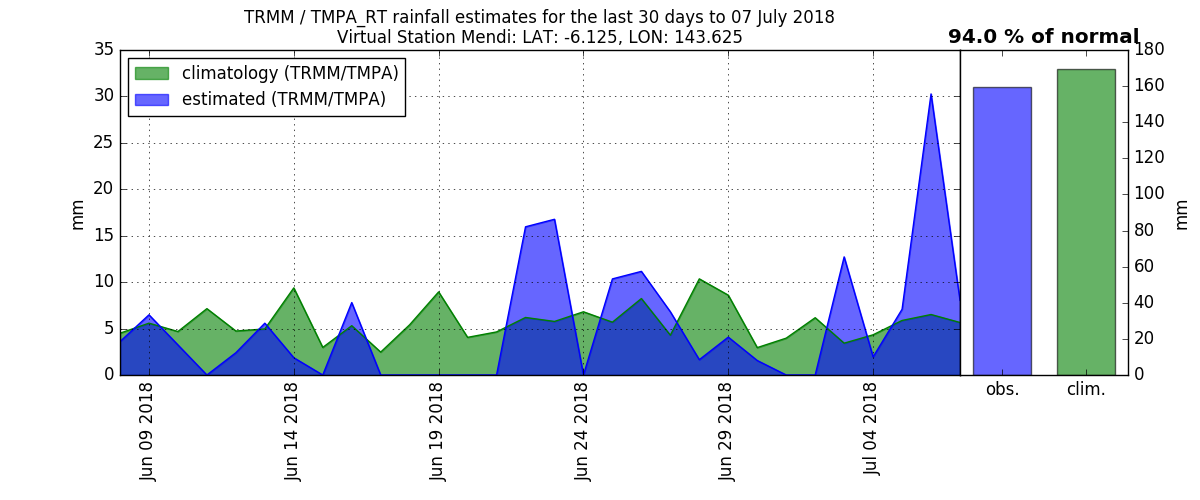 TRMM / TMPA_RT rainfall estimates for the last 30 days to 07 July 2018
Virtual Station Mendi: LAT: -6.125, LON: 143.625
94.0 % of normal
climatology (TRMM/TMPA)
estimated (TRMM/TMPA)
35
30
25
20
15
10
5
0
mm
Jun 09 2018
Jun 14 2018
Jun 19 2018
Jun 24 2018
Jun 29 2018
Jul 04 2018
obs.
clim.
180
160
140
120
100
80
60
40
20
0
mm